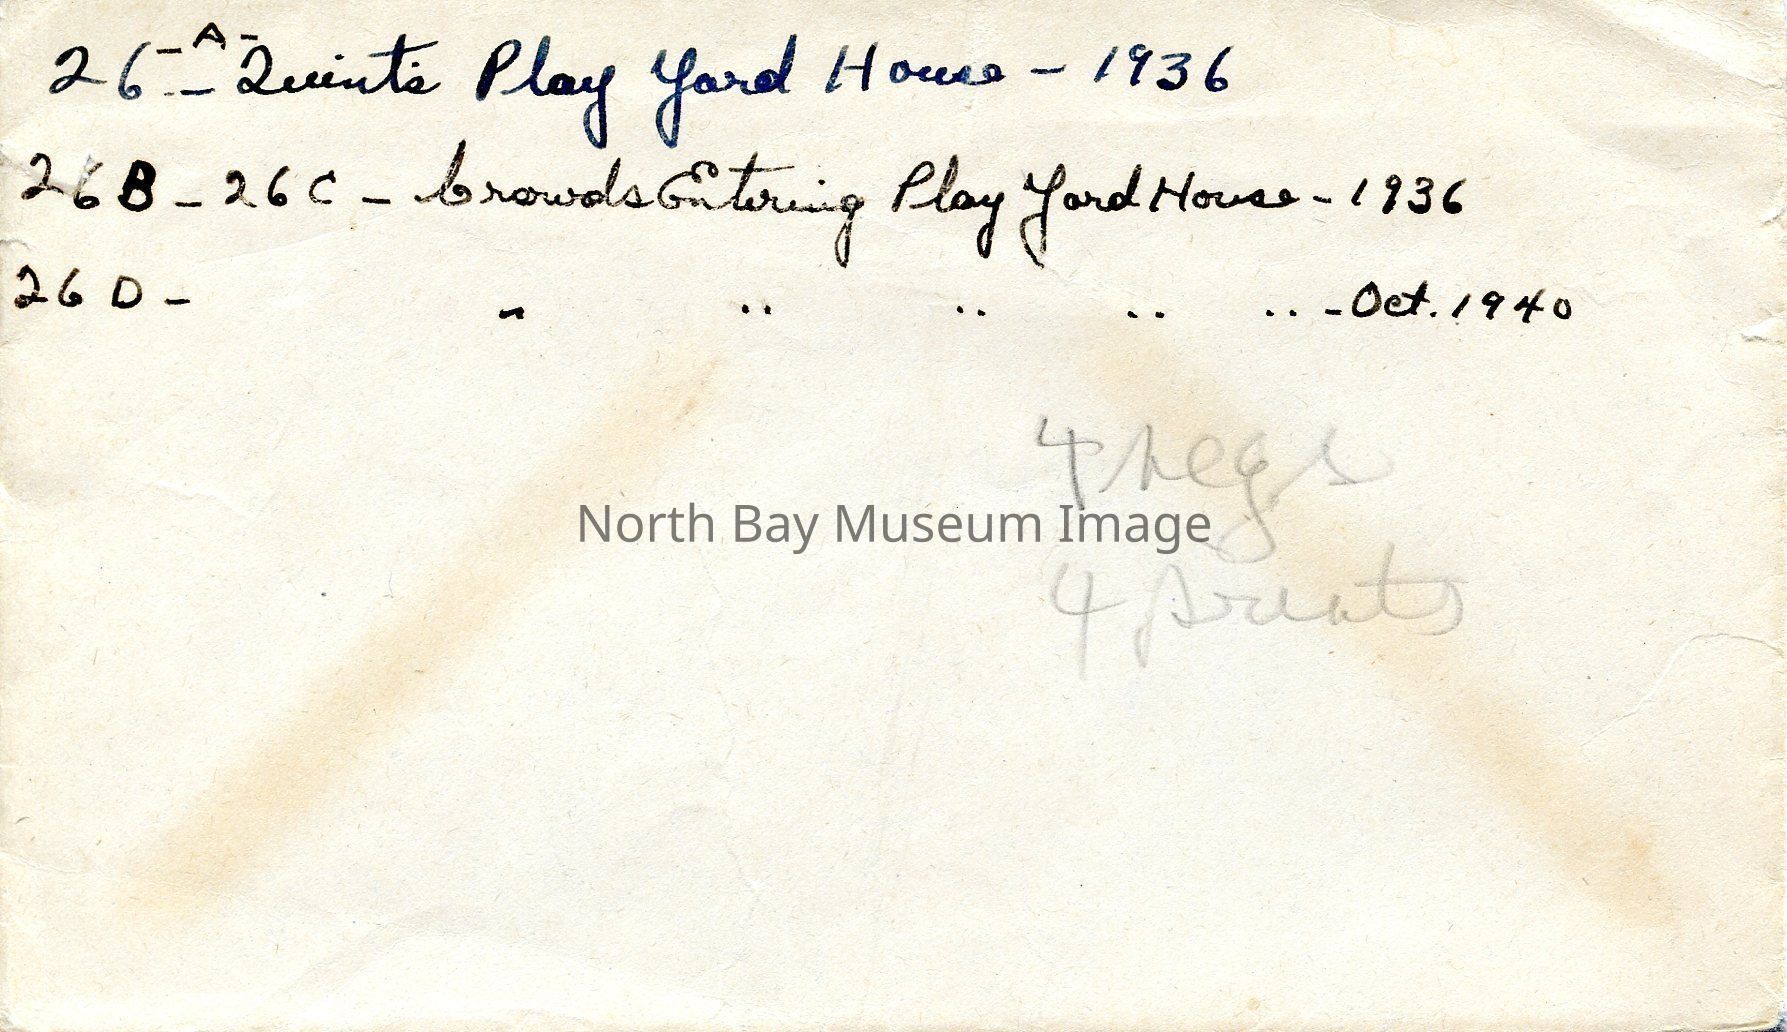 26-A- Quints Play Yard House - 1936
26B - 26C - Crowds Entering Play Yard House - 1936
26D - " " " " " - Oct. 1940
4 negs
North Bay Museum Image
4 prints